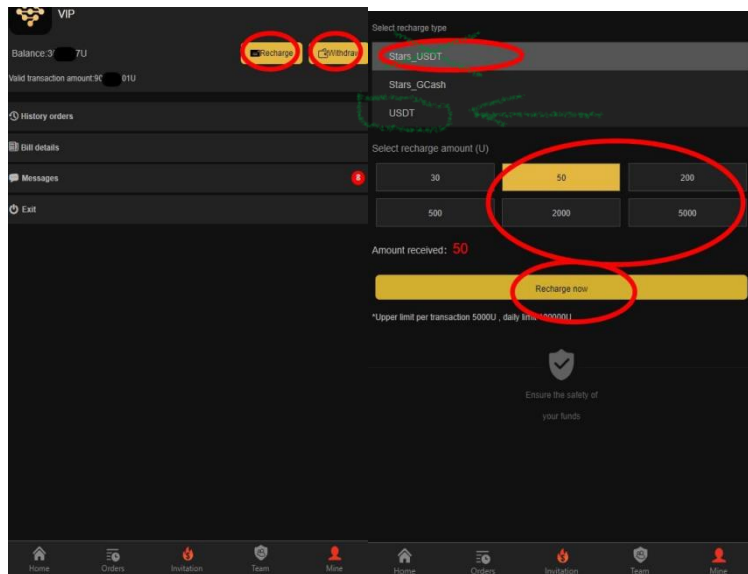 VIP
Balance:3 7U
Recharge
Withdraw
Valid transaction amount:90 01U
History orders
Bill details
Messages
8
Exit
Home
Orders
Invitation
Team
Mine
Select recharge type
Stars_USDT
Stars_GCash
USDT
Select recharge amount (U)
30
50
200
500
2000
5000
Amount received: 50
Recharge now
*Upper limit per transaction 5000U , daily limit 100000U
Ensure the safety of
your funds
Home
Orders
Invitation
Team
Mine